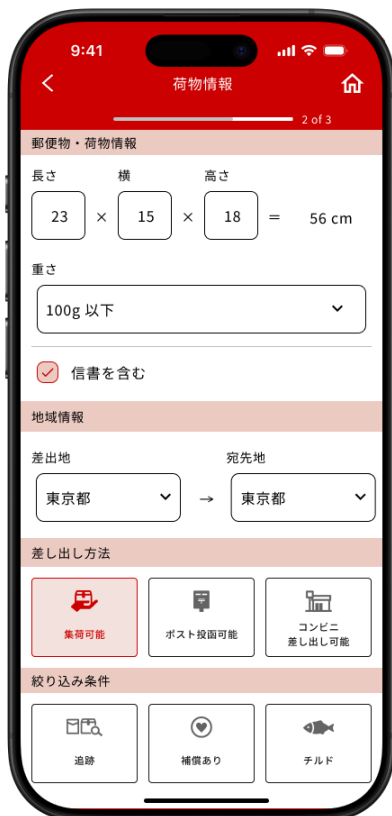 9:41
荷物情報
2 of 3
郵便物・荷物情報
長さ 横 高さ
23 × 15 × 18 = 56 cm
重さ
100g 以下
信書を含む
地域情報
差出地 宛先地
東京都 → 東京都
差し出し方法
集荷可能 ポスト投函可能 コンビニ
差し出し可能
絞り込み条件
追跡 補償あり チルド